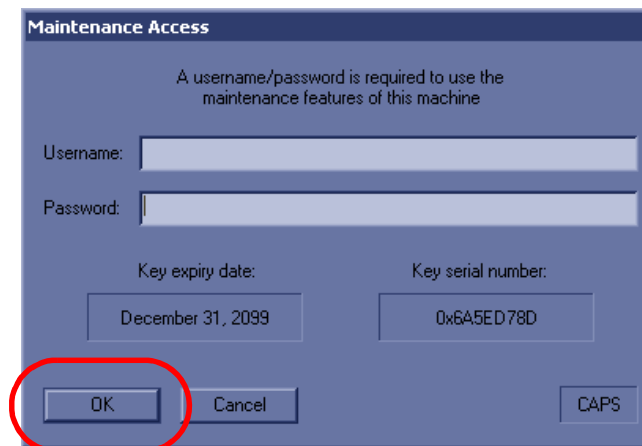 Maintenance Access
A username/password is required to use the
maintenance features of this machine
Username:
Password:
Key expiry date:
Key serial number:
December 31, 2099
0x6A5ED78D
OK
Cancel
CAPS